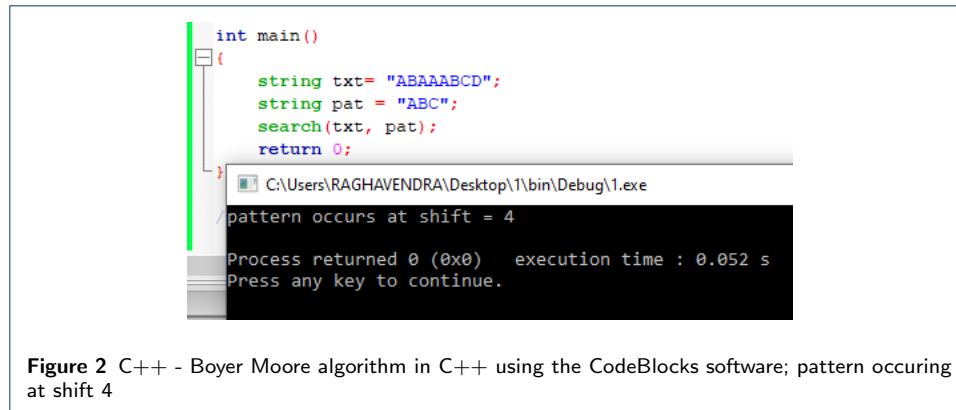 int main()
{
string txt= "ABAAABCD";
string pat = "ABC";
search(txt, pat);
return 0;
}
C:\Users\RAGHAVENDRA\Desktop\1\bin\Debug\1.exe
/pattern occurs at shift = 4
Process returned 0 (0x0)   execution time : 0.052 s
Press any key to continue.
Figure 2 C++ - Boyer Moore algorithm in C++ using the CodeBlocks software; pattern occuring
at shift 4